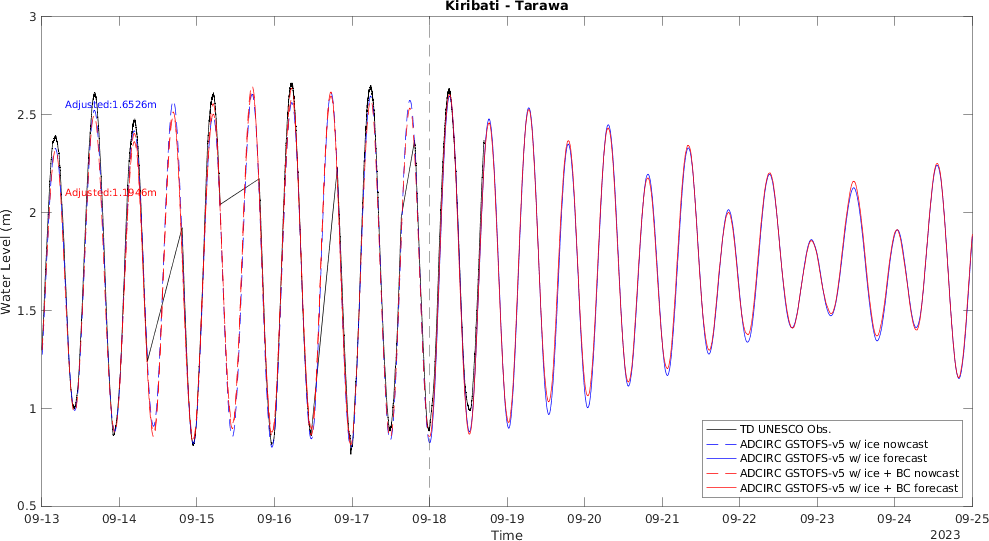 Kiribati - Tarawa
3
2.5
2
1.5
1
0.5
Water Level (m)
Adjusted:1.6526m
Adjusted:1.1946m
TD UNESCO Obs.
ADCIRC GSTOFS-v5 w/ ice nowcast
ADCIRC GSTOFS-v5 w/ ice forecast
ADCIRC GSTOFS-v5 w/ ice + BC nowcast
ADCIRC GSTOFS-v5 w/ ice + BC forecast
09-13 09-14 09-15 09-16 09-17 09-18 09-19 09-20 09-21 09-22 09-23 09-24 09-25
Time
2023